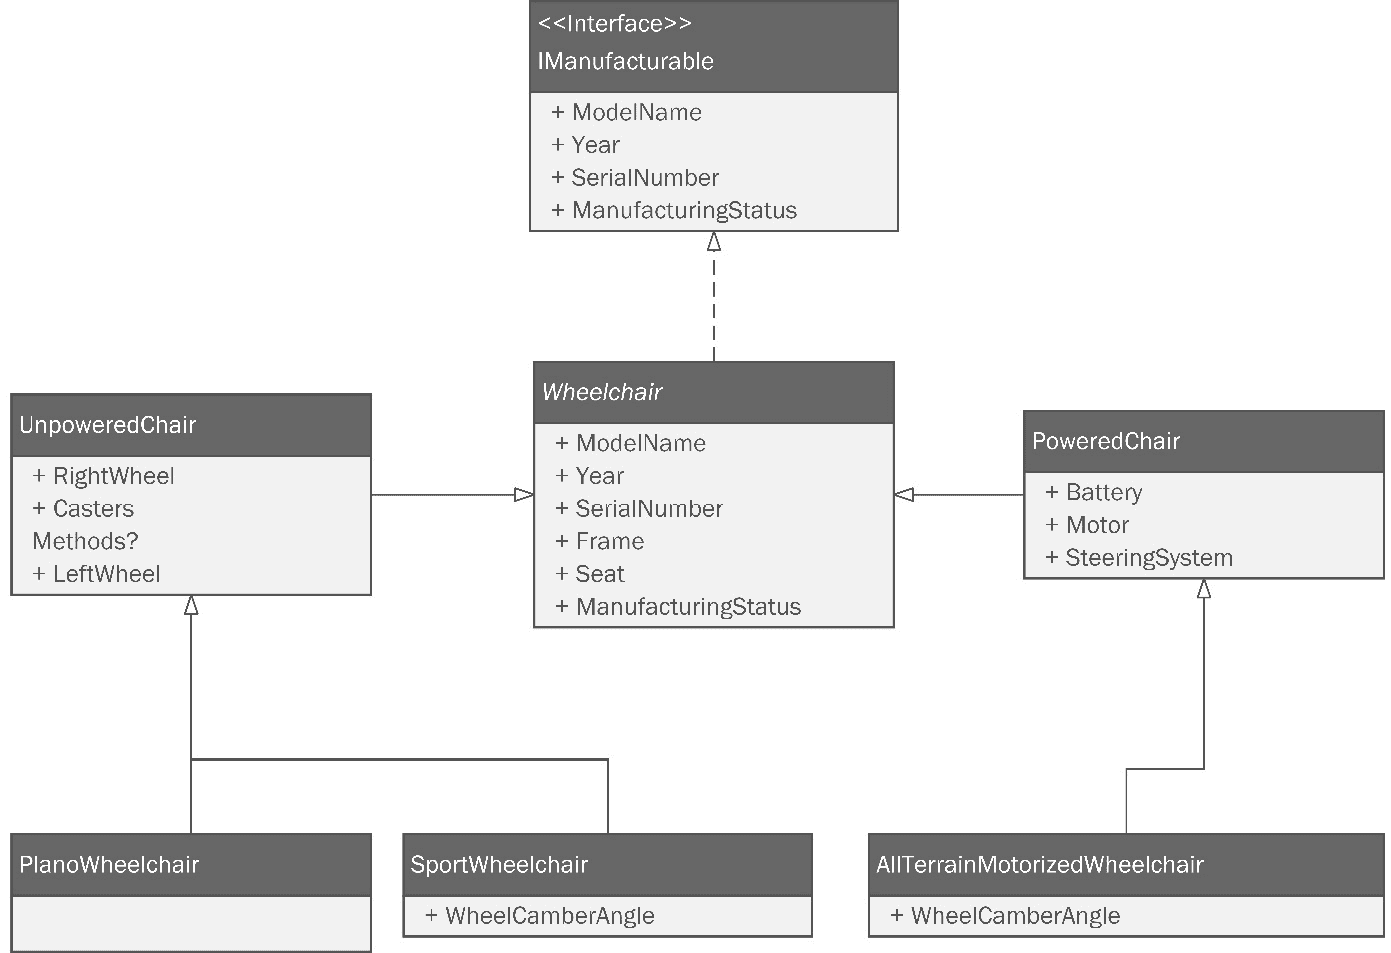 <<Interface>>
IManufacturable
+ ModelName
+ Year
+ SerialNumber
+ ManufacturingStatus
UnpoweredChair
+ RightWheel
+ Casters
Methods?
+ LeftWheel
Wheelchair
+ ModelName
+ Year
+ SerialNumber
+ Frame
+ Seat
+ ManufacturingStatus
PoweredChair
+ Battery
+ Motor
+ SteeringSystem
PlanoWheelchair
SportWheelchair
+ WheelCamberAngle
AllTerrainMotorizedWheelchair
+ WheelCamberAngle